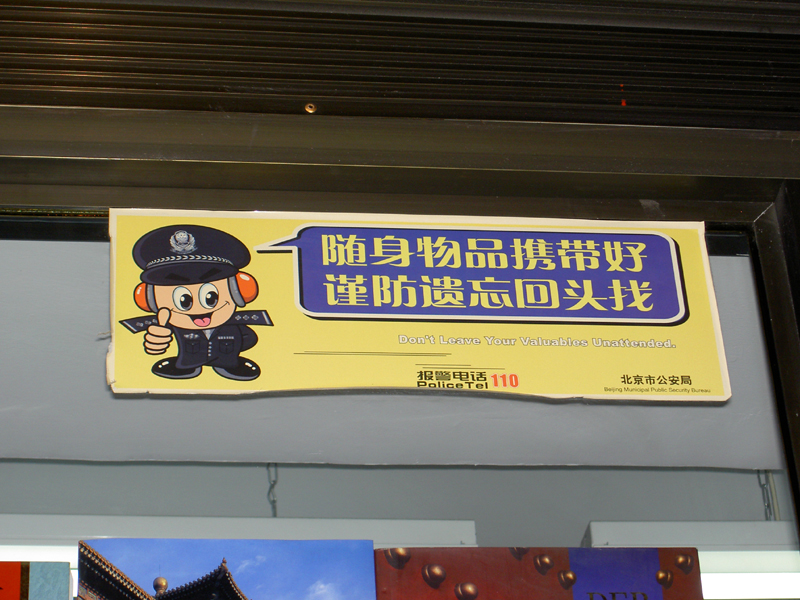 随身物品携带好
谨防遗忘回头找
Don't Leave Your Valuables Unattended.
报警电话 110
PoliceTel
北京市公安局
Beijing Municipal Public Security Bureau